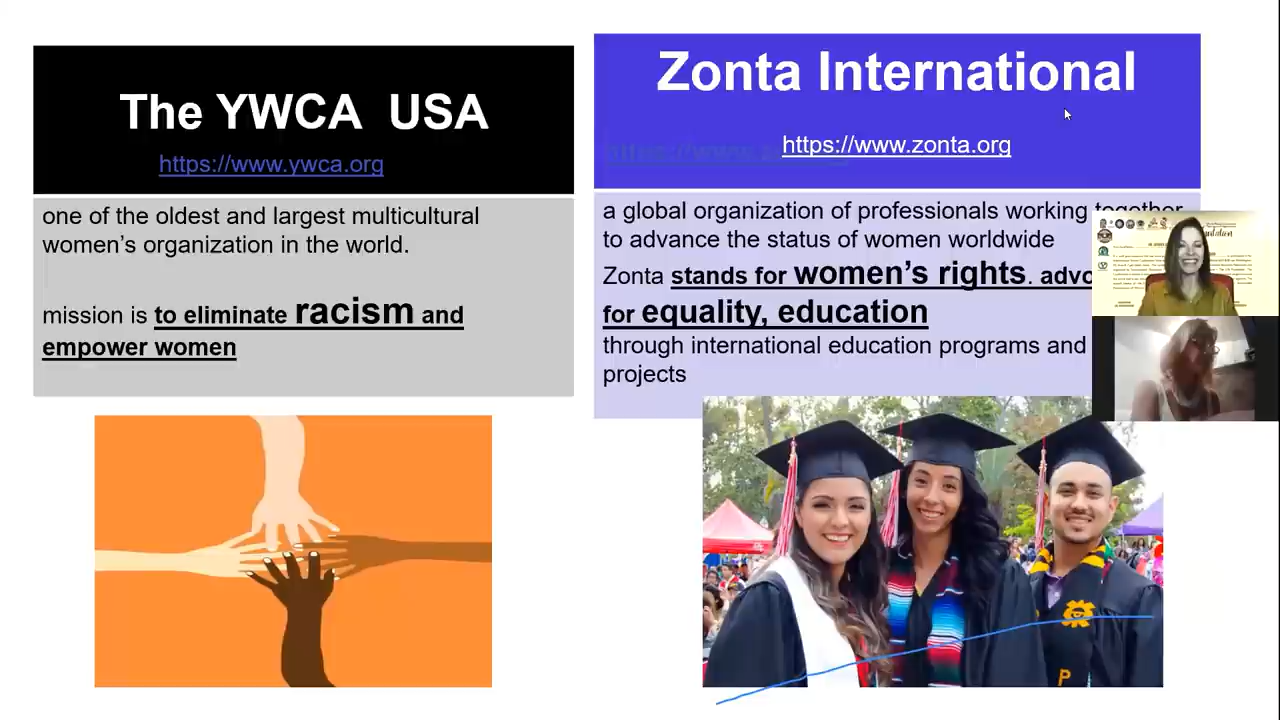 The YWCA USA
https://www.ywca.org
one of the oldest and largest multicultural
women's organization in the world.
mission is to eliminate racism and
empower women
Zonta International
https://www.zonta.org
a global organization of professionals working together
to advance the status of women worldwide
Zonta stands for women's rights. advo
for equality, education
through international education programs and
projects
P